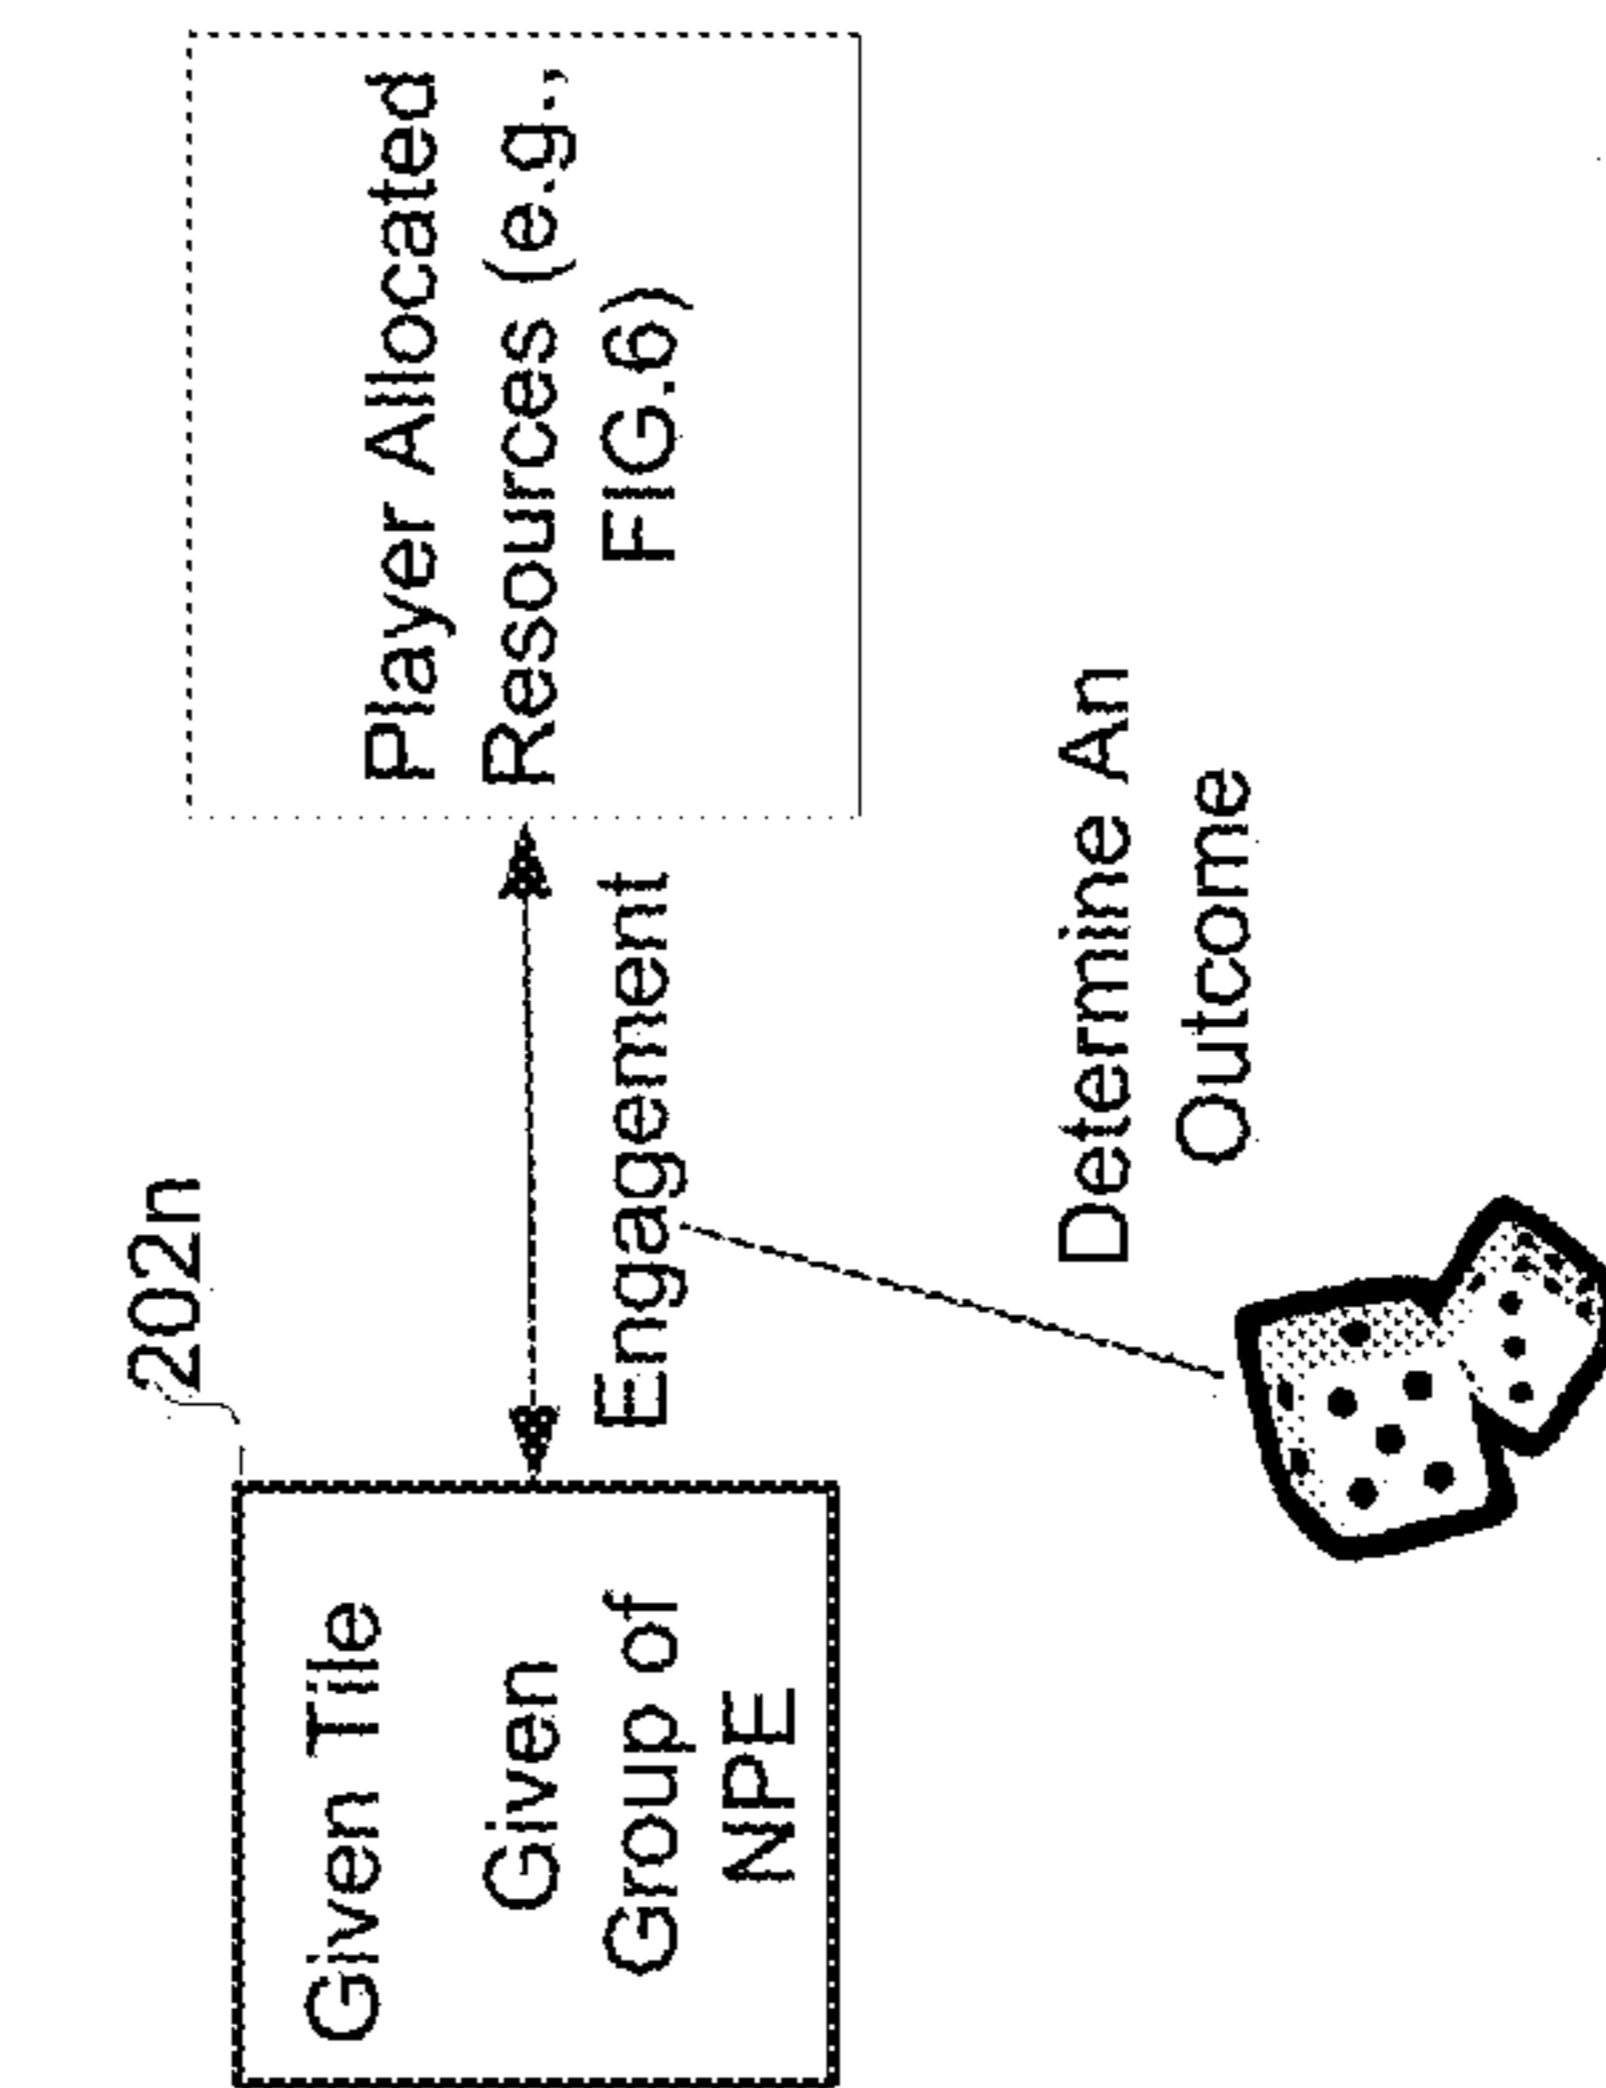 202n
Given Tile
Given
Group of
NPE
Engagement
Player Allocated
Resources (e.g.,
FIG.6)
Determine An
Outcome